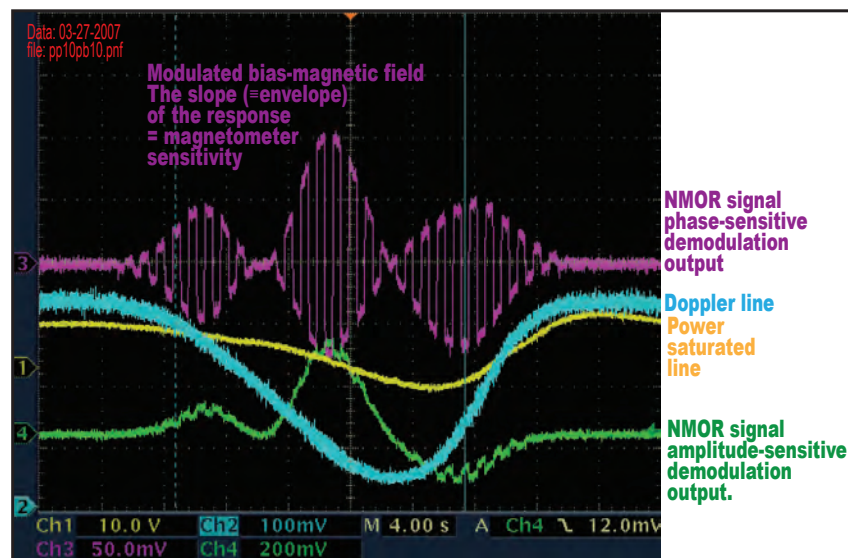 Data: 03-27-2007
file: pp10pb10.pnf
Modulated bias-magnetic field
The slope (≡envelope)
of the response
= magnetometer
sensitivity
NMOR signal
phase-sensitive
demodulation
output
3
Doppler line
Power
saturated
line
1
4
NMOR signal
amplitude-sensitive
demodulation
output.
2
Ch1 10.0 V Ch2 100mV M 4.00 s A Ch4 12.0mV
Ch3 50.0mV Ch4 200mV